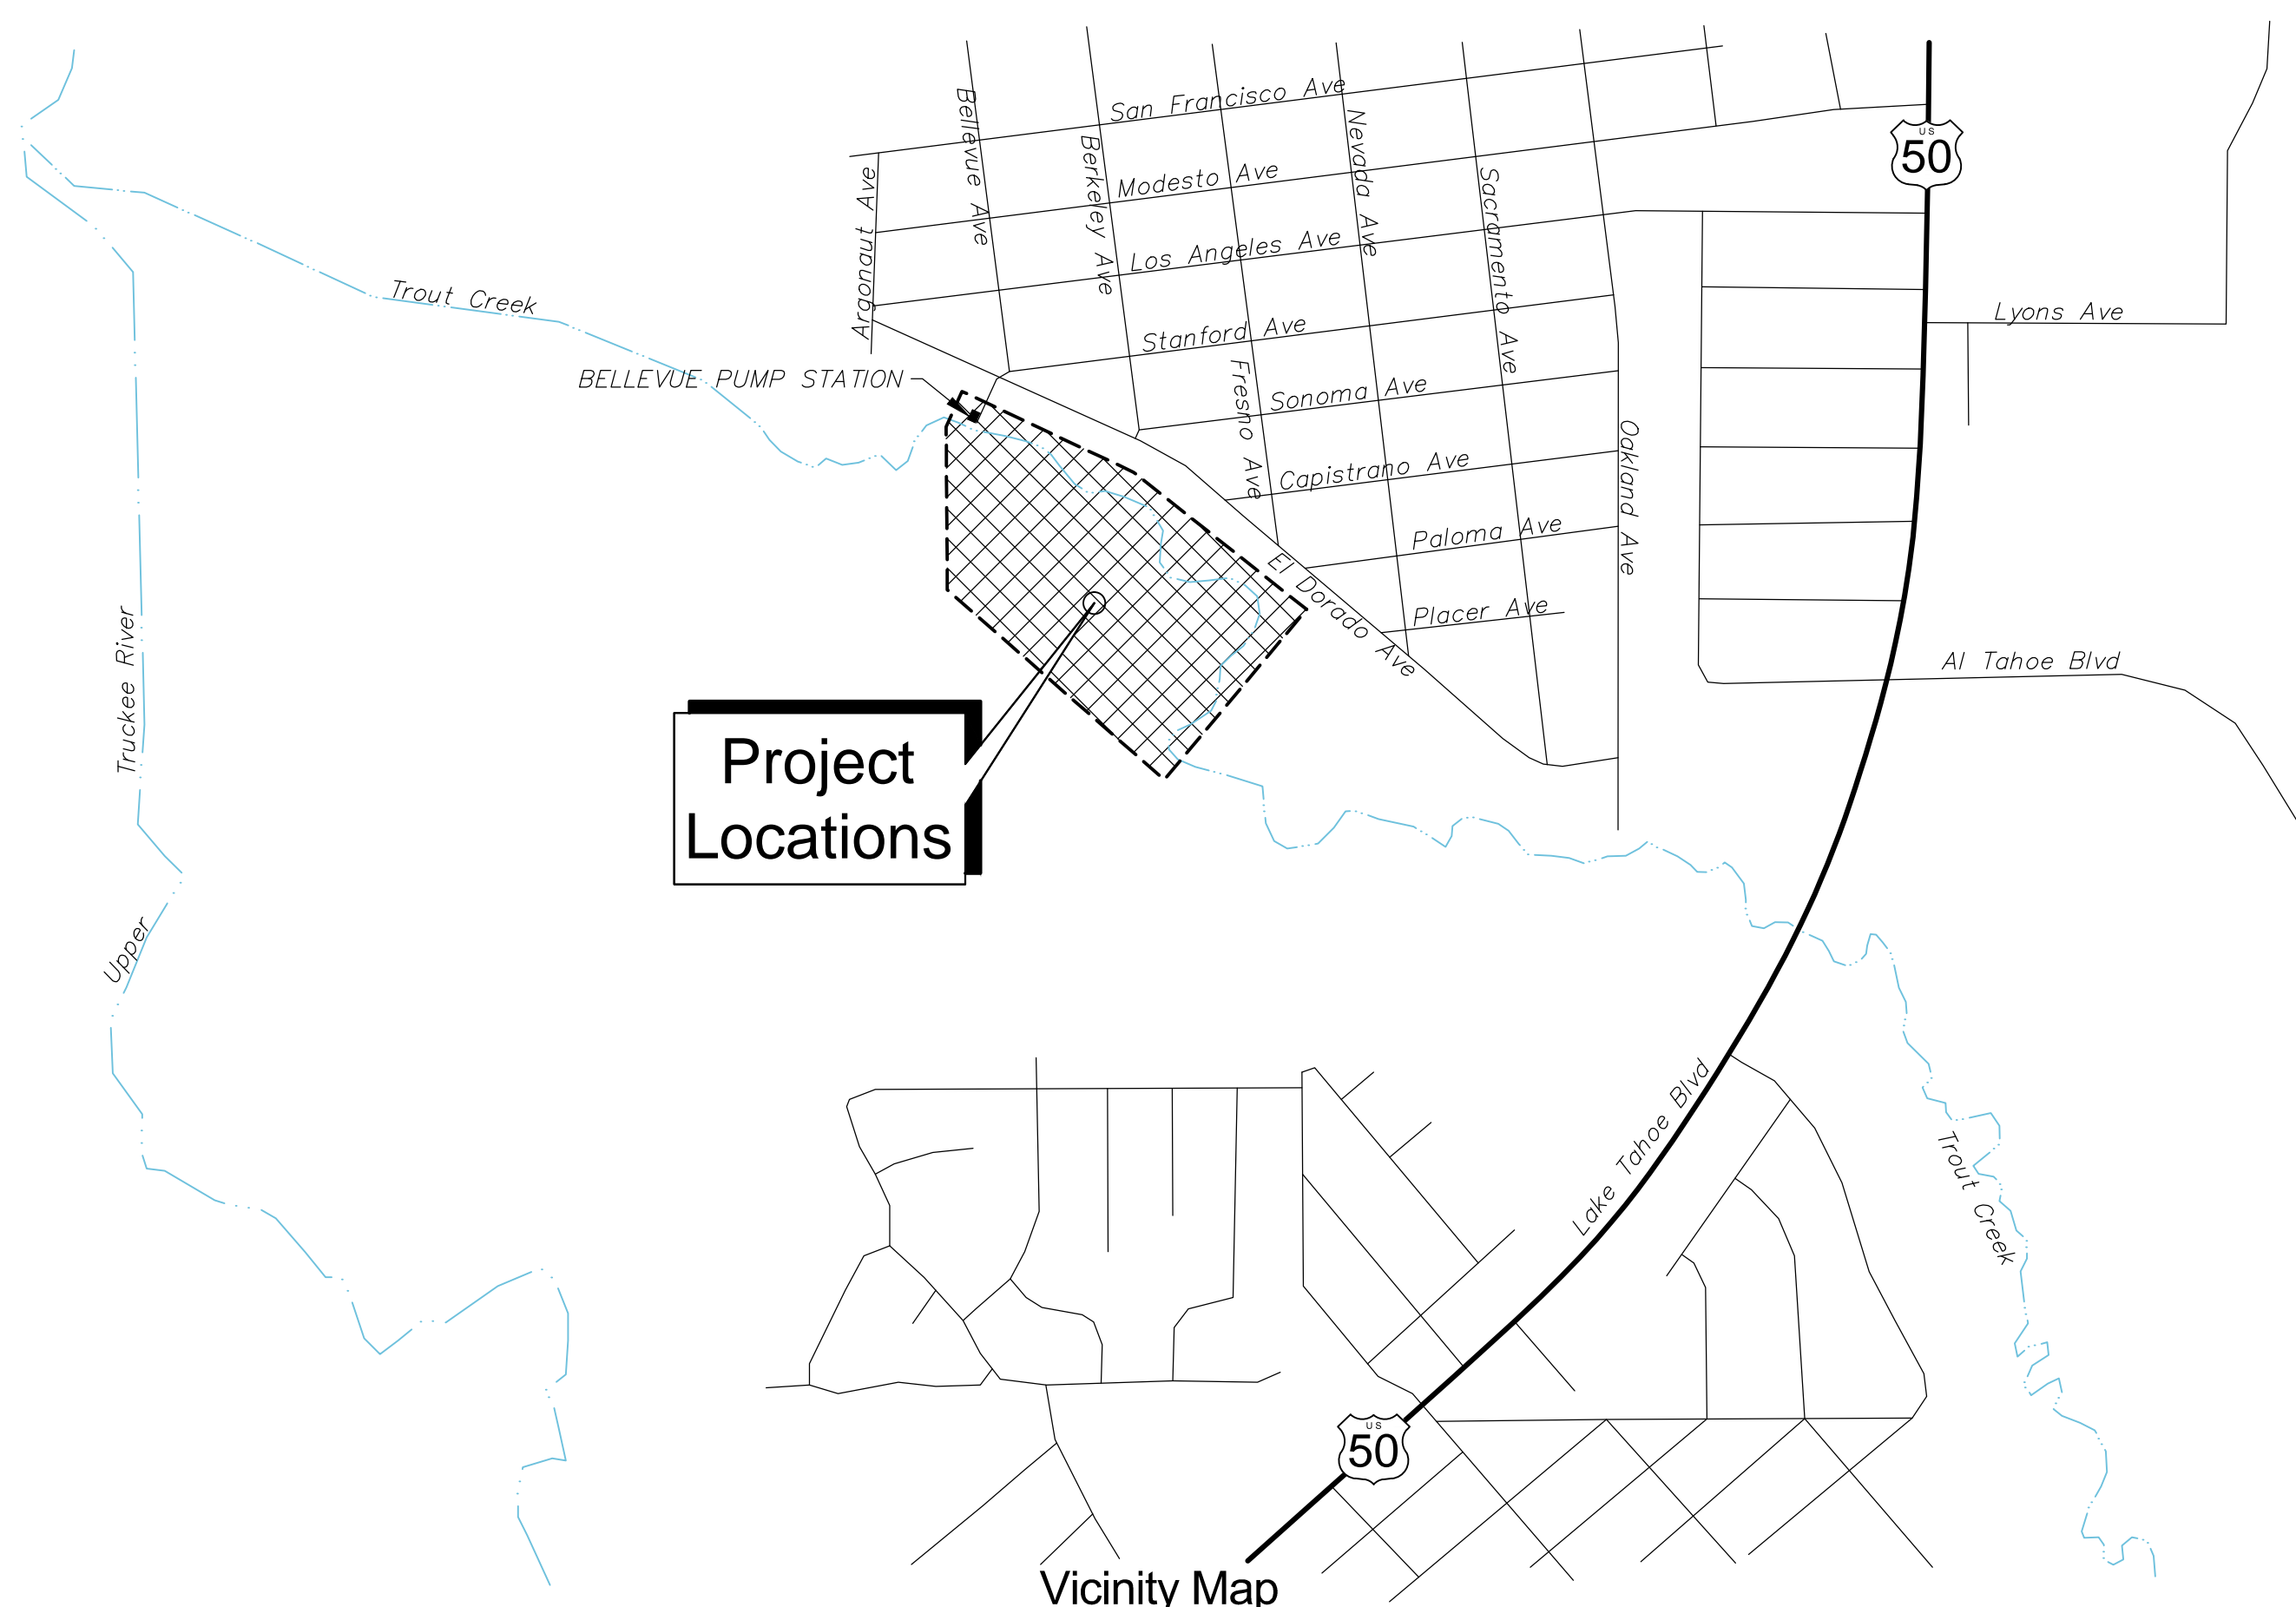 San Francisco Ave
Bellevue Ave
Nevada Ave
US
50
Berkeley Ave
Modesto Ave
Argonaut Ave
Sacramento Ave
Los Angeles Ave
Trout Creek
Lyons Ave
Stanford Ave
BELLEVUE PUMP STATION
Fresno Ave
Sonoma Ave
Oakland Ave
Capistrano Ave
Paloma Ave
El Dorado Ave
Placer Ave
Al Tahoe Blvd
Upper Truckee River
Project
Locations
Lake Tahoe Blvd
Trout Creek
US
50
Vicinity Map